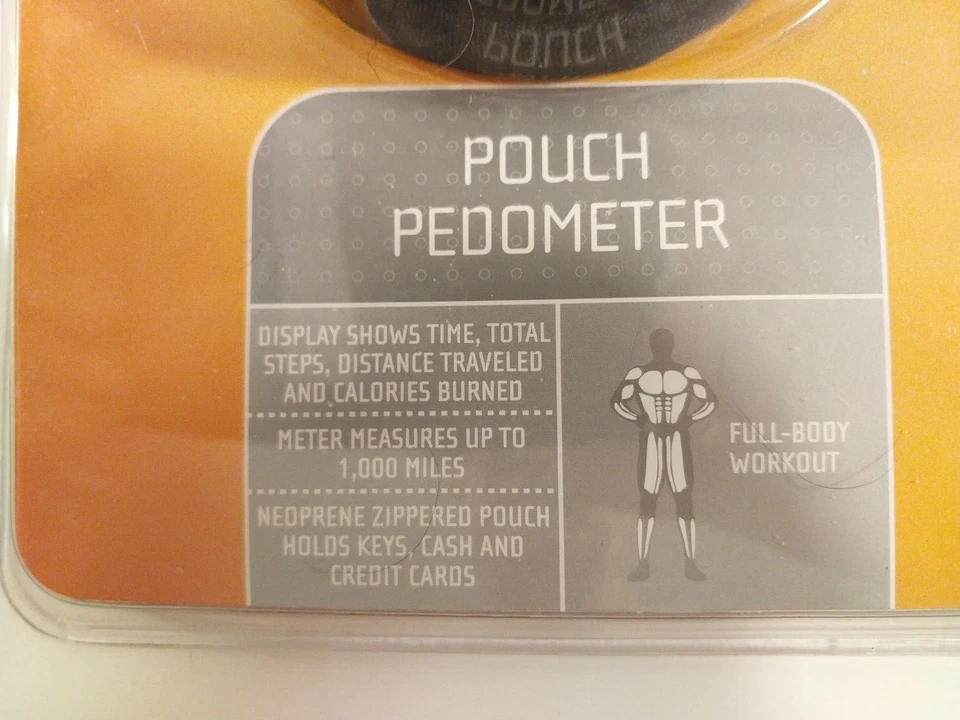 POUCH
POUCH
PEDOMETER
DISPLAY SHOWS TIME, TOTAL
STEPS, DISTANCE TRAVELED
AND CALORIES BURNED
METER MEASURES UP TO
1,000 MILES
NEOPRENE ZIPPERED POUCH
HOLDS KEYS, CASH AND
CREDIT CARDS
FULL-BODY
WORKOUT